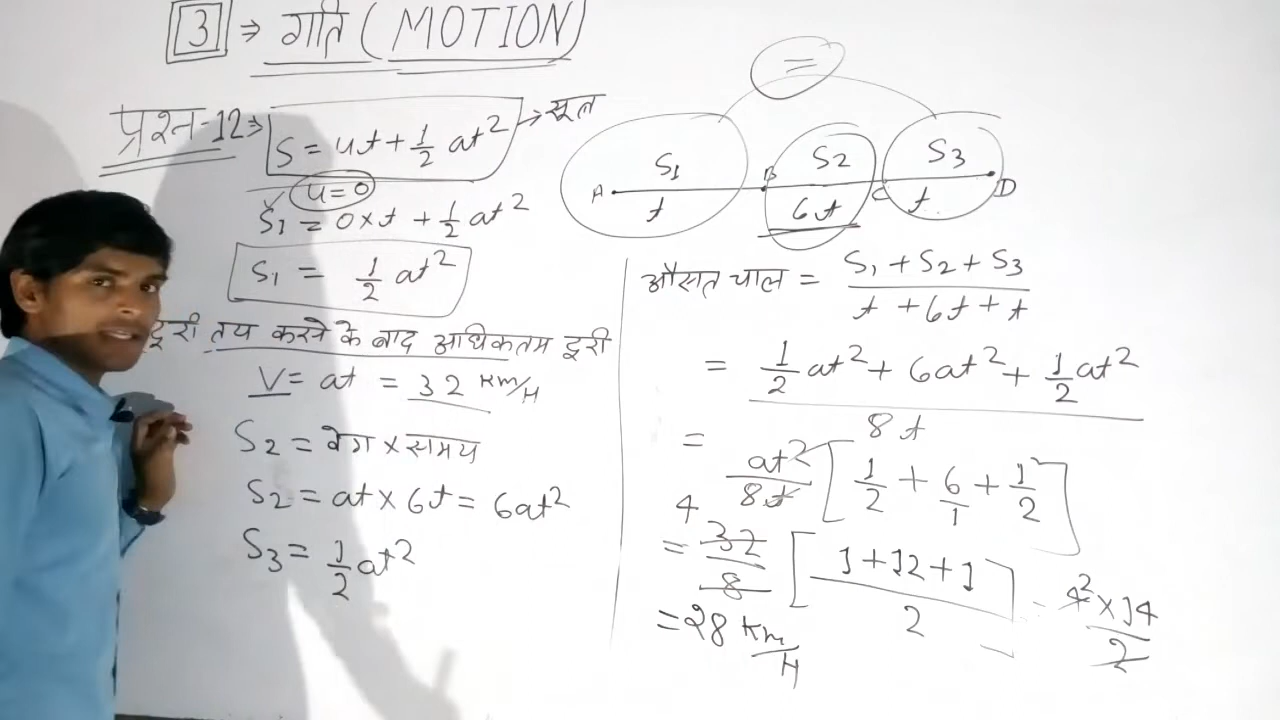 3 ⇒ गति (MOTION)
प्रश्न-12⇒ S = ut + 1/2 at² → सूत्र
u=0
S₁ = 0×t + 1/2 at²
S₁ = 1/2 at²
दूरी तय करने के बाद अधिकतम दूरी
V = at = 32 Km/H
S2 = वेग × समय
S2 = at × 6t = 6at²
S3 = 1/2 at²
=
S₁ S2 S3
A B C D
t 6t t
औसत चाल = S₁ + S2 + S3 / t + 6t + t
= 1/2 at² + 6at² + 1/2 at² / 8t
= at² / 8t [1/2 + 6/1 + 1/2]
= 4 32 / 8 [1 + 12 + 1 / 2] = 4 2 × 14 / 2
= 28 Km/H